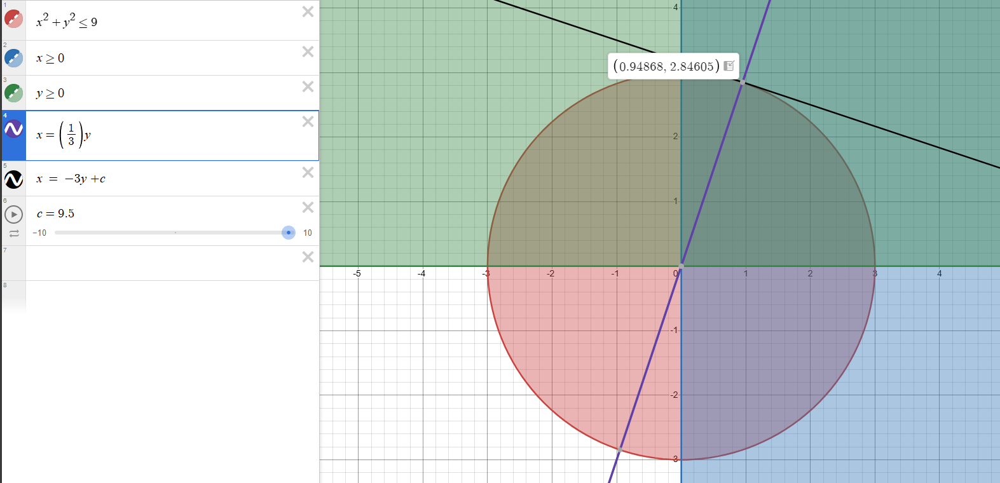 1
x² + y² ≤ 9
2
x ≥ 0
3
y ≥ 0
4
x = (1/3)y
5
x = −3y + c
6
c = 9.5
−10 10
7
8
4
(0.94868, 2.84605)
2
1
-5 -4 -3 -2 -1 0 1 2 3 4
-1
-2
-3